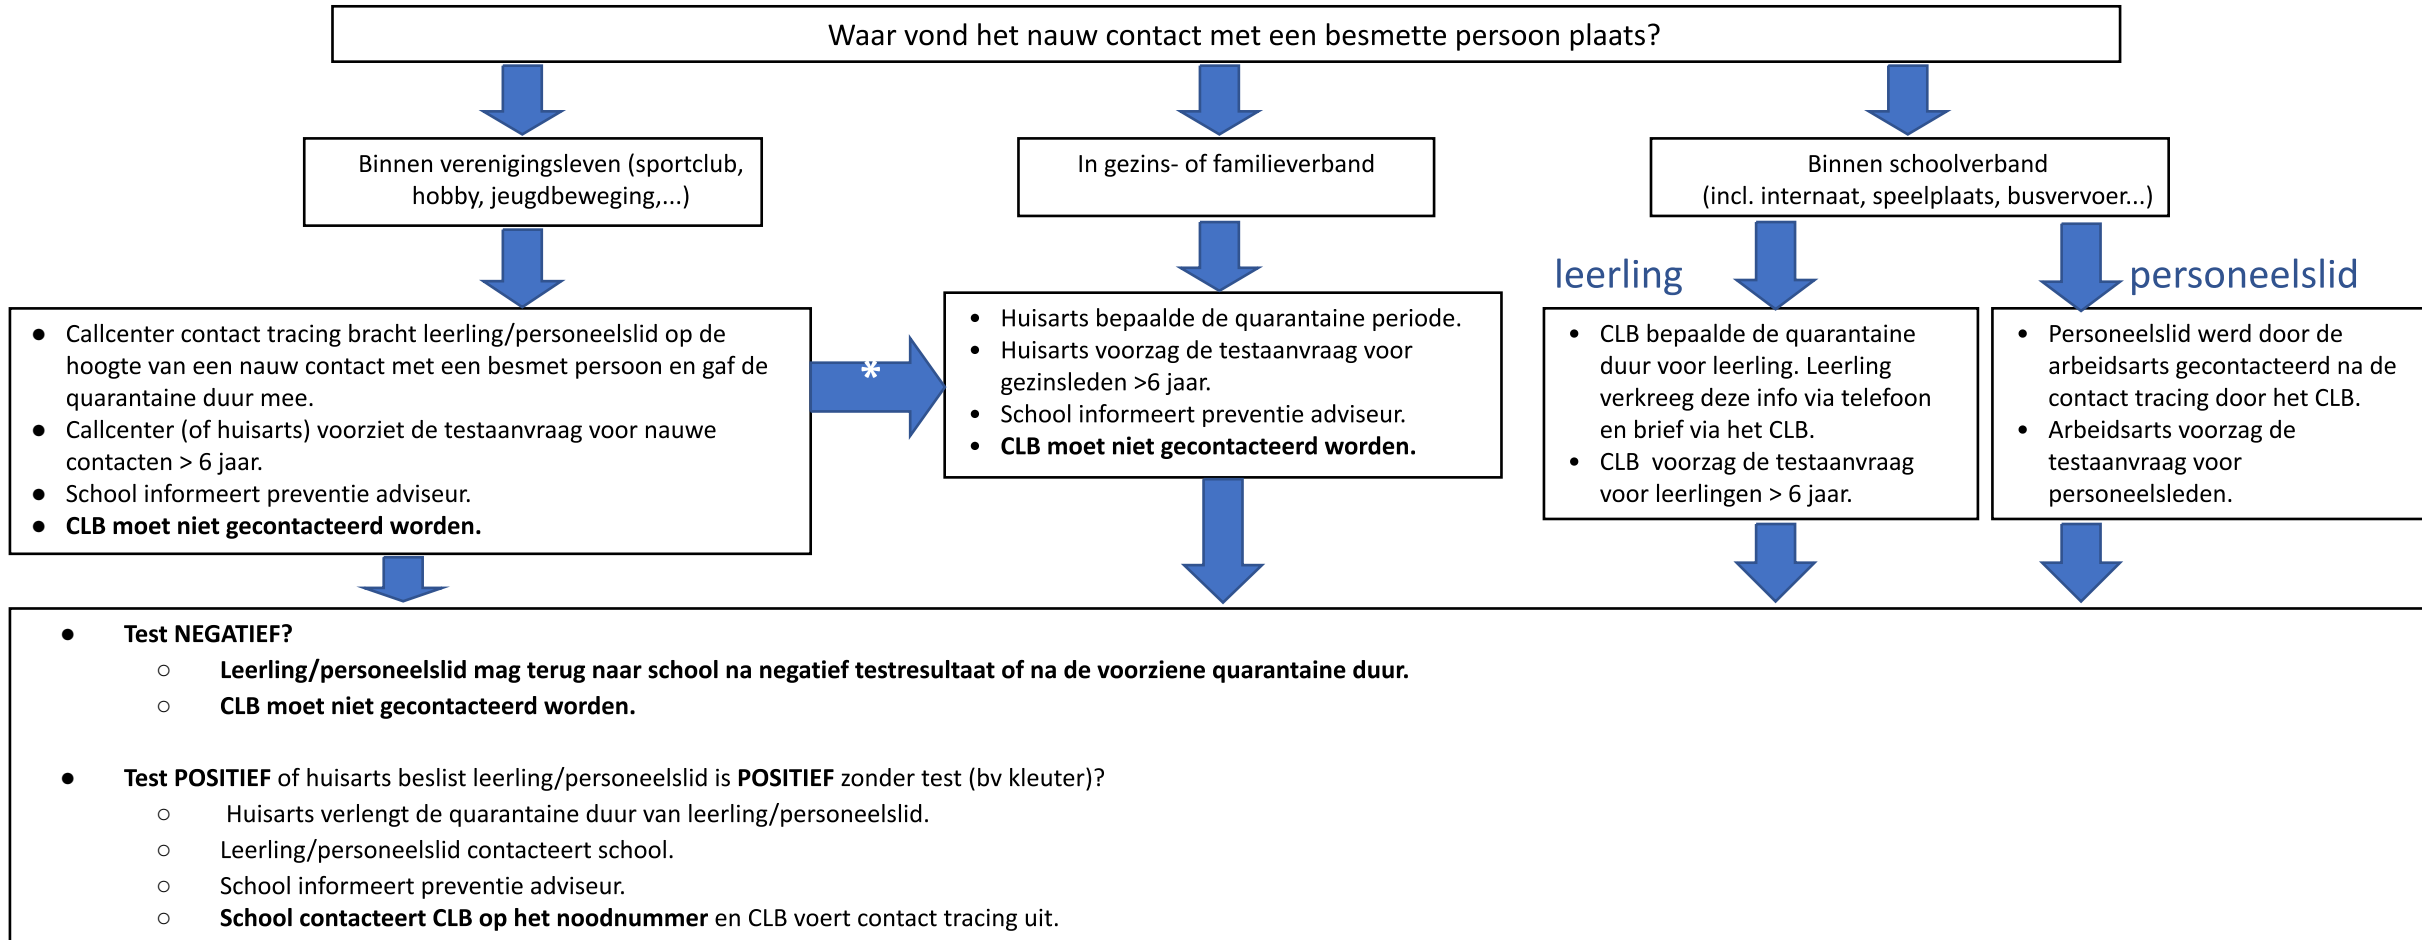 Waar vond het nauw contact met een besmette persoon plaats?
Binnen verenigingsleven (sportclub,
hobby, jeugdbeweging,...)
In gezins- of familieverband
Binnen schoolverband
(incl. internaat, speelplaats, busvervoer...)
leerling
personeelslid
● Callcenter contact tracing bracht leerling/personeelslid op de
hoogte van een nauw contact met een besmet persoon en gaf de
quarantaine duur mee.
● Callcenter (of huisarts) voorziet de testaanvraag voor nauwe
contacten > 6 jaar.
● School informeert preventie adviseur.
● CLB moet niet gecontacteerd worden.
*
• Huisarts bepaalde de quarantaine periode.
• Huisarts voorzag de testaanvraag voor
gezinsleden >6 jaar.
• School informeert preventie adviseur.
• CLB moet niet gecontacteerd worden.
• CLB bepaalde de quarantaine
duur voor leerling. Leerling
verkreeg deze info via telefoon
en brief via het CLB.
• CLB voorzag de testaanvraag
voor leerlingen > 6 jaar.
• Personeelslid werd door de
arbeidsarts gecontacteerd na de
contact tracing door het CLB.
• Arbeidsarts voorzag de
testaanvraag voor
personeelsleden.
● Test NEGATIEF?
○ Leerling/personeelslid mag terug naar school na negatief testresultaat of na de voorziene quarantaine duur.
○ CLB moet niet gecontacteerd worden.
● Test POSITIEF of huisarts beslist leerling/personeelslid is POSITIEF zonder test (bv kleuter)?
○ Huisarts verlengt de quarantaine duur van leerling/personeelslid.
○ Leerling/personeelslid contacteert school.
○ School informeert preventie adviseur.
○ School contacteert CLB op het noodnummer en CLB voert contact tracing uit.